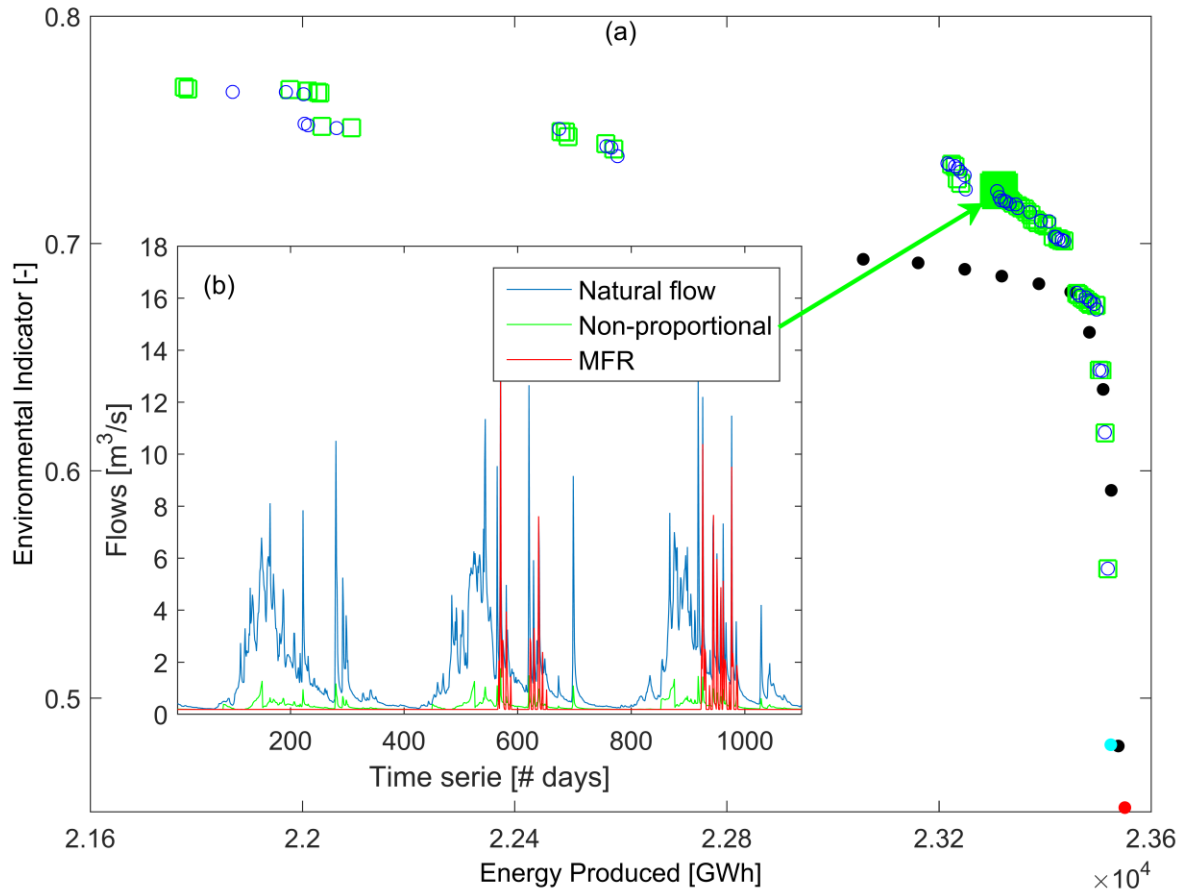 (a)
0.8
0.7
0.6
0.5
Environmental Indicator [-]
2.16
2.2
2.24
2.28
2.32
2.36
×10⁴
Energy Produced [GWh]
(b)
Natural flow
Non-proportional
MFR
18
16
14
12
10
8
6
4
2
0
Flows [m³/s]
200
400
600
800
1000
Time serie [# days]